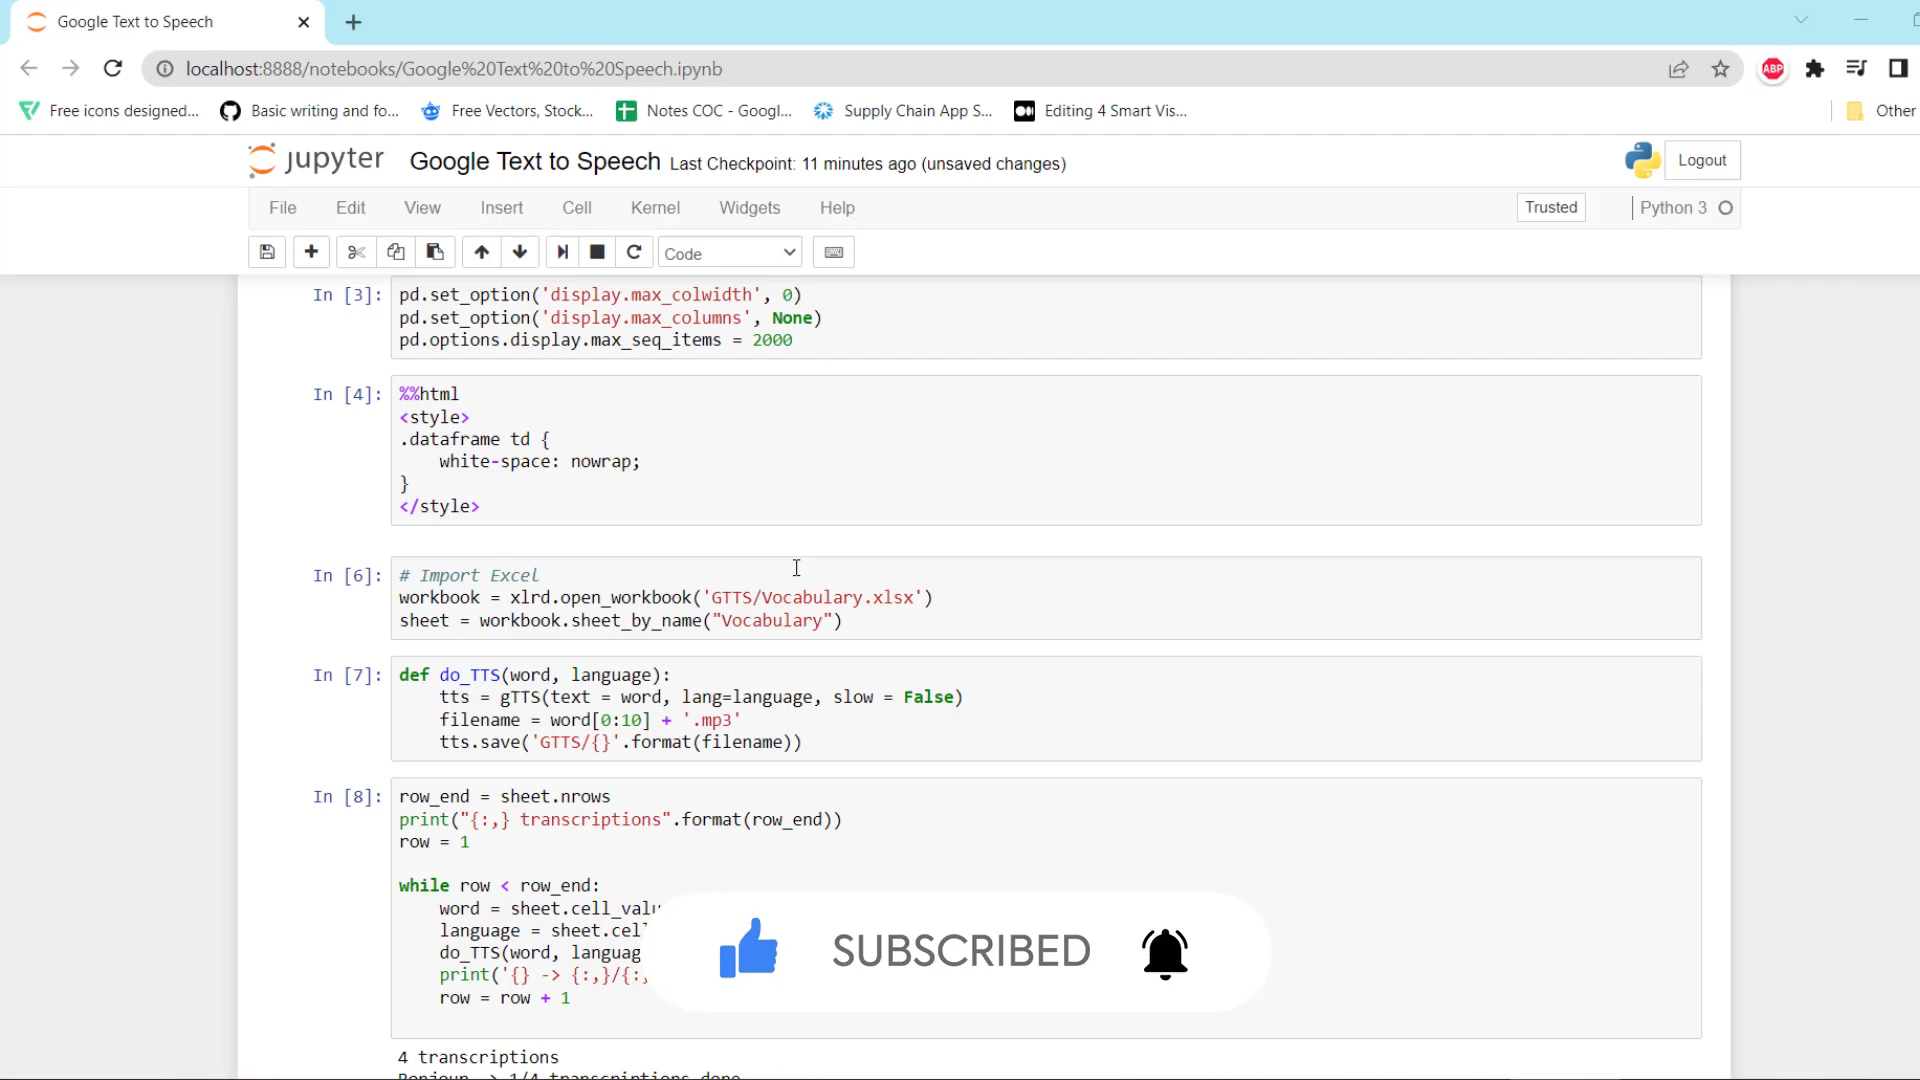 Google Text to Speech
localhost:8888/notebooks/Google%20Text%20to%20Speech.ipynb
ABP
Free icons designed... Basic writing and fo... Free Vectors, Stock... Notes COC - Googl... Supply Chain App S... Editing 4 Smart Vis... Other
jupyter Google Text to Speech Last Checkpoint: 11 minutes ago (unsaved changes) Logout
File Edit View Insert Cell Kernel Widgets Help Trusted Python 3
Code
In [3]: pd.set_option('display.max_colwidth', 0)
pd.set_option('display.max_columns', None)
pd.options.display.max_seq_items = 2000
In [4]: %%html
<style>
.dataframe td {
    white-space: nowrap;
}
</style>
In [6]: # Import Excel
workbook = xlrd.open_workbook('GTTS/Vocabulary.xlsx')
sheet = workbook.sheet_by_name("Vocabulary")
In [7]: def do_TTS(word, language):
    tts = gTTS(text = word, lang=language, slow = False)
    filename = word[0:10] + '.mp3'
    tts.save('GTTS/{}'.format(filename))
In [8]: row_end = sheet.nrows
print("{:,} transcriptions".format(row_end))
row = 1
while row < row_end:
    word = sheet.cell_valu
    language = sheet.cel
    do_TTS(word, languag
    print('{} -> {:,}/{:,
    row = row + 1
SUBSCRIBED
4 transcriptions
Bonjour -> 1/4 transcriptions done